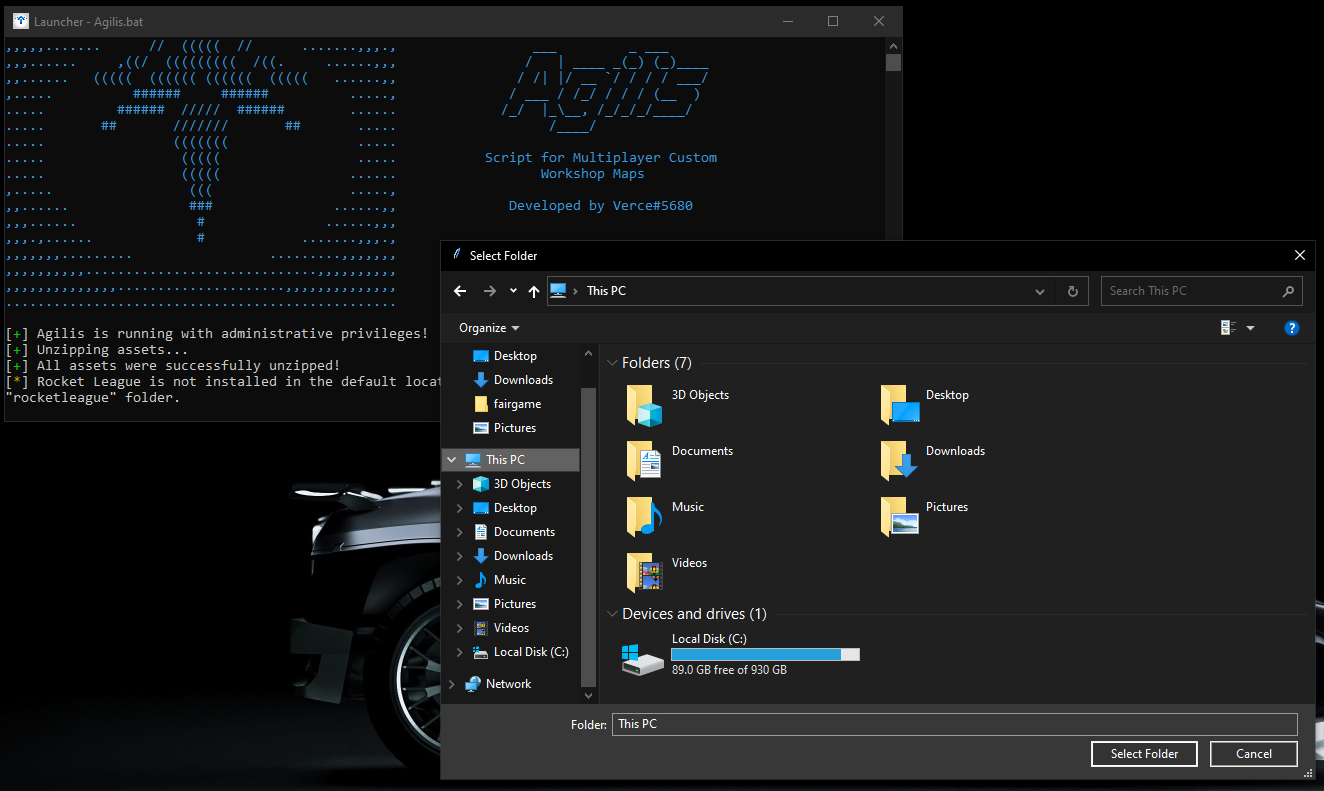 Launcher - Agilis.bat
Script for Multiplayer Custom
Workshop Maps
Developed by Verce#5680
[+] Agilis is running with administrative privileges!
[+] Unzipping assets...
[+] All assets were successfully unzipped!
[*] Rocket League is not installed in the default locat
"rocketleague" folder.
Select Folder
This PC
Search This PC
Organize
Desktop
Downloads
fairgame
Pictures
This PC
3D Objects
Desktop
Documents
Downloads
Music
Pictures
Videos
Local Disk (C:)
Network
Folders (7)
3D Objects
Desktop
Documents
Downloads
Music
Pictures
Videos
Devices and drives (1)
Local Disk (C:)
89.0 GB free of 930 GB
Folder: This PC
Select Folder
Cancel